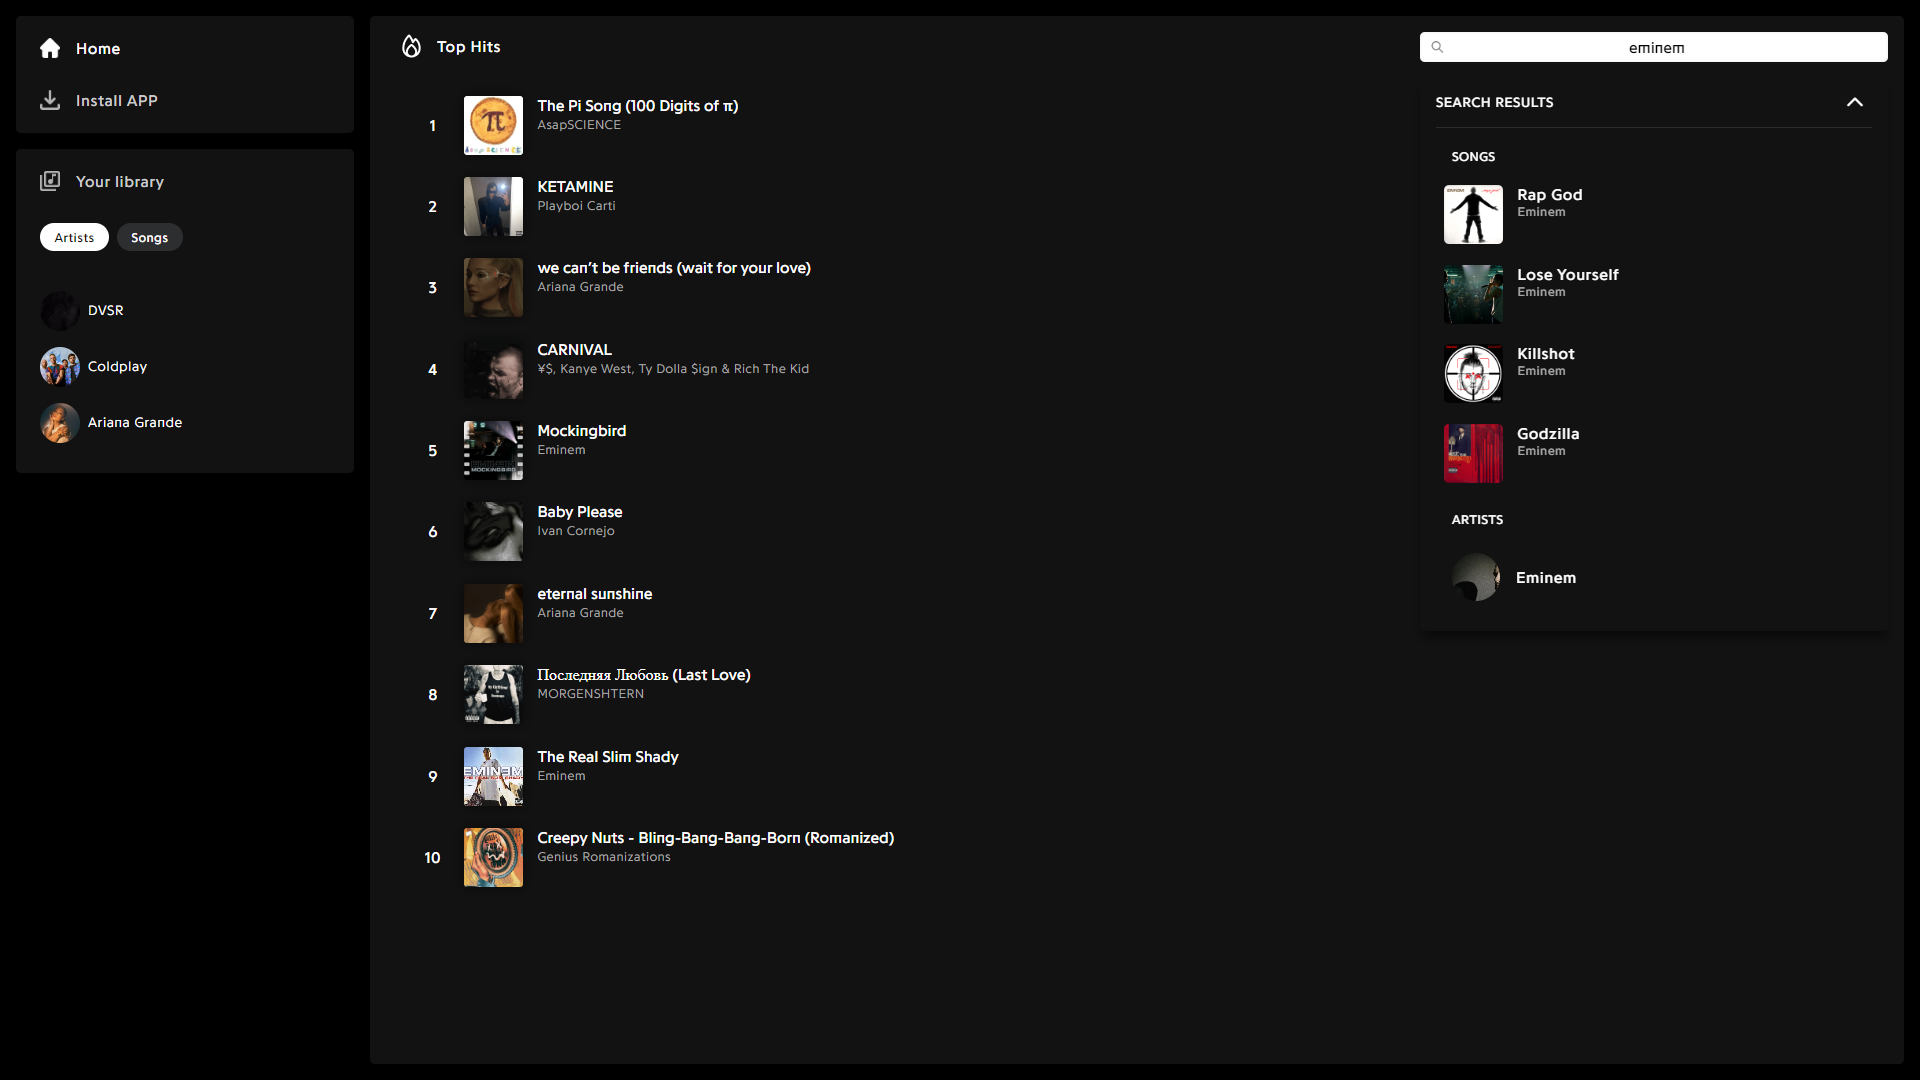 Home
Install APP
Your library
Artists
Songs
DVSR
Coldplay
Ariana Grande
Top Hits
1
The Pi Song (100 Digits of π)
AsapSCIENCE
2
KETAMINE
Playboi Carti
3
we can’t be friends (wait for your love)
Ariana Grande
4
CARNIVAL
¥$, Kanye West, Ty Dolla $ign & Rich The Kid
5
Mockingbird
Eminem
6
Baby Please
Ivan Cornejo
7
eternal sunshine
Ariana Grande
8
Последняя Любовь (Last Love)
MORGENSHTERN
9
The Real Slim Shady
Eminem
10
Creepy Nuts - Bling-Bang-Bang-Born (Romanized)
Genius Romanizations
eminem
SEARCH RESULTS
SONGS
Rap God
Eminem
Lose Yourself
Eminem
Killshot
Eminem
Godzilla
Eminem
ARTISTS
Eminem